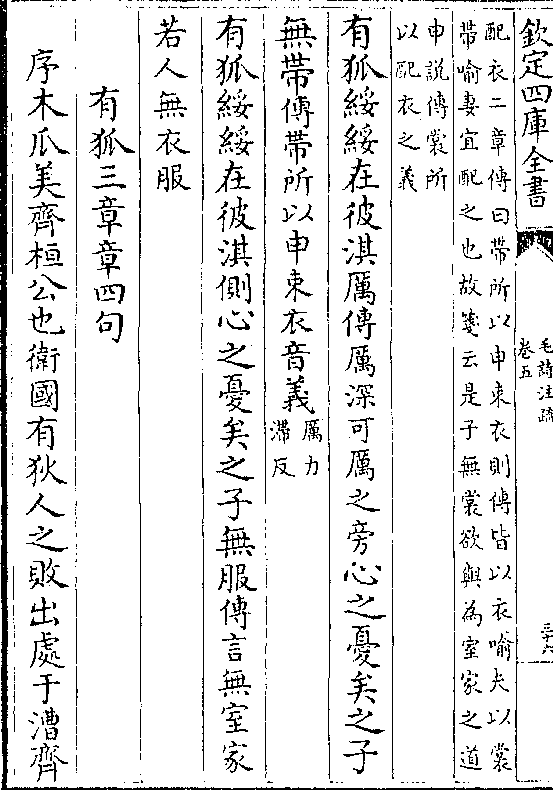 欽定四庫全書
毛詩注疏
卷五
三十六
配衣二章傳曰帶所以申束衣則傳皆以衣喻夫以裳
帶喻妻宜配之也故箋云是子無裳欲與為室家之道
申說傳裳所
以配衣之義
有狐綏綏在彼淇厲傳厲深可厲之旁心之憂矣之子
無帶傳帶所以申束衣音義厲力
滯反
有狐綏綏在彼淇側心之憂矣之子無服傳言無室家
若人無衣服
有狐三章章四句
序木瓜美齊桓公也衛國有狄人之敗出處于漕齊